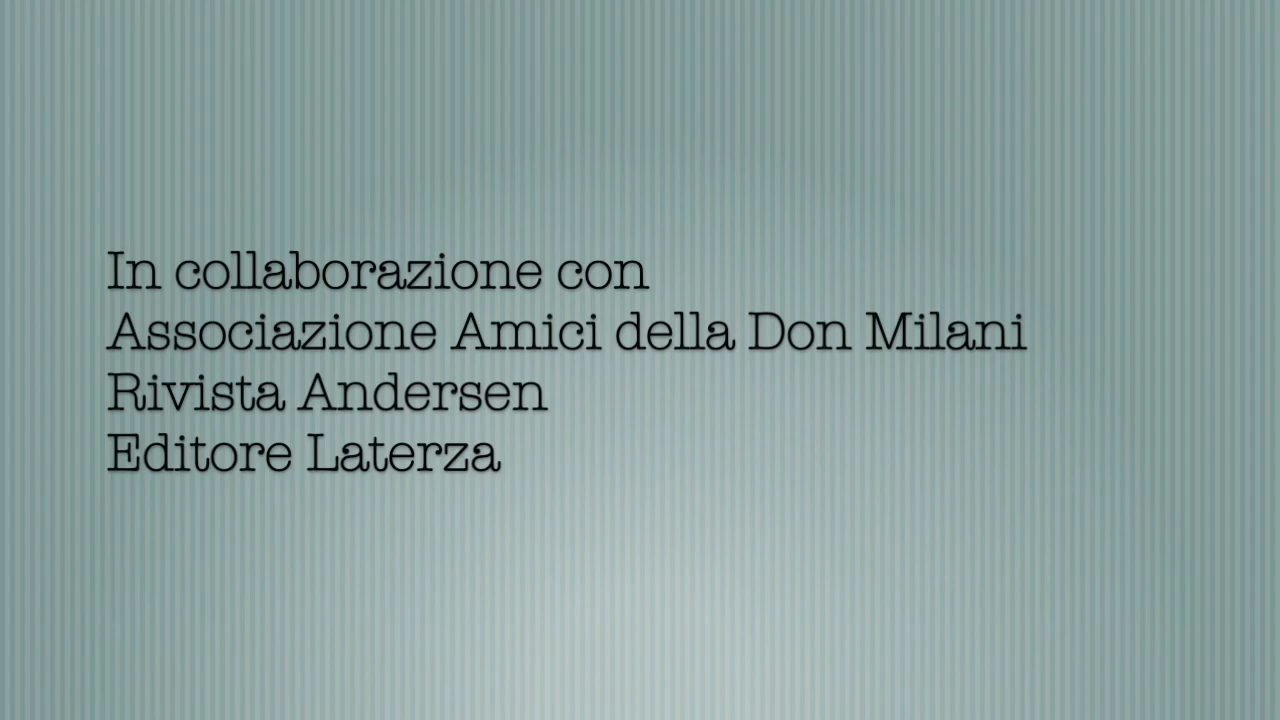 In collaborazione con
Associazione Amici della Don Milani
Rivista Andersen
Editore Laterza